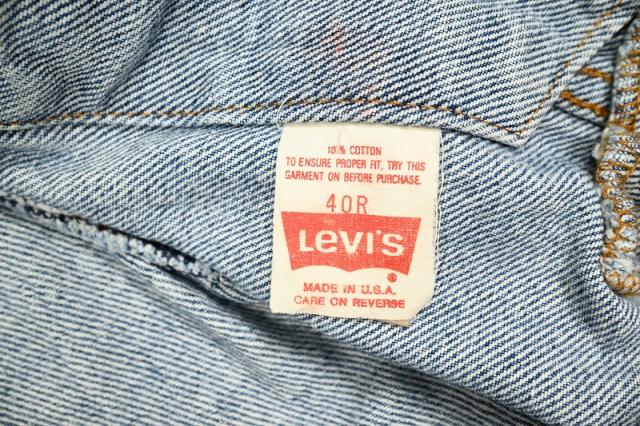 100% COTTON
TO ENSURE PROPER FIT, TRY THIS
GARMENT ON BEFORE PURCHASE.
40R
LEVI'S
®
MADE IN U.S.A.
CARE ON REVERSE